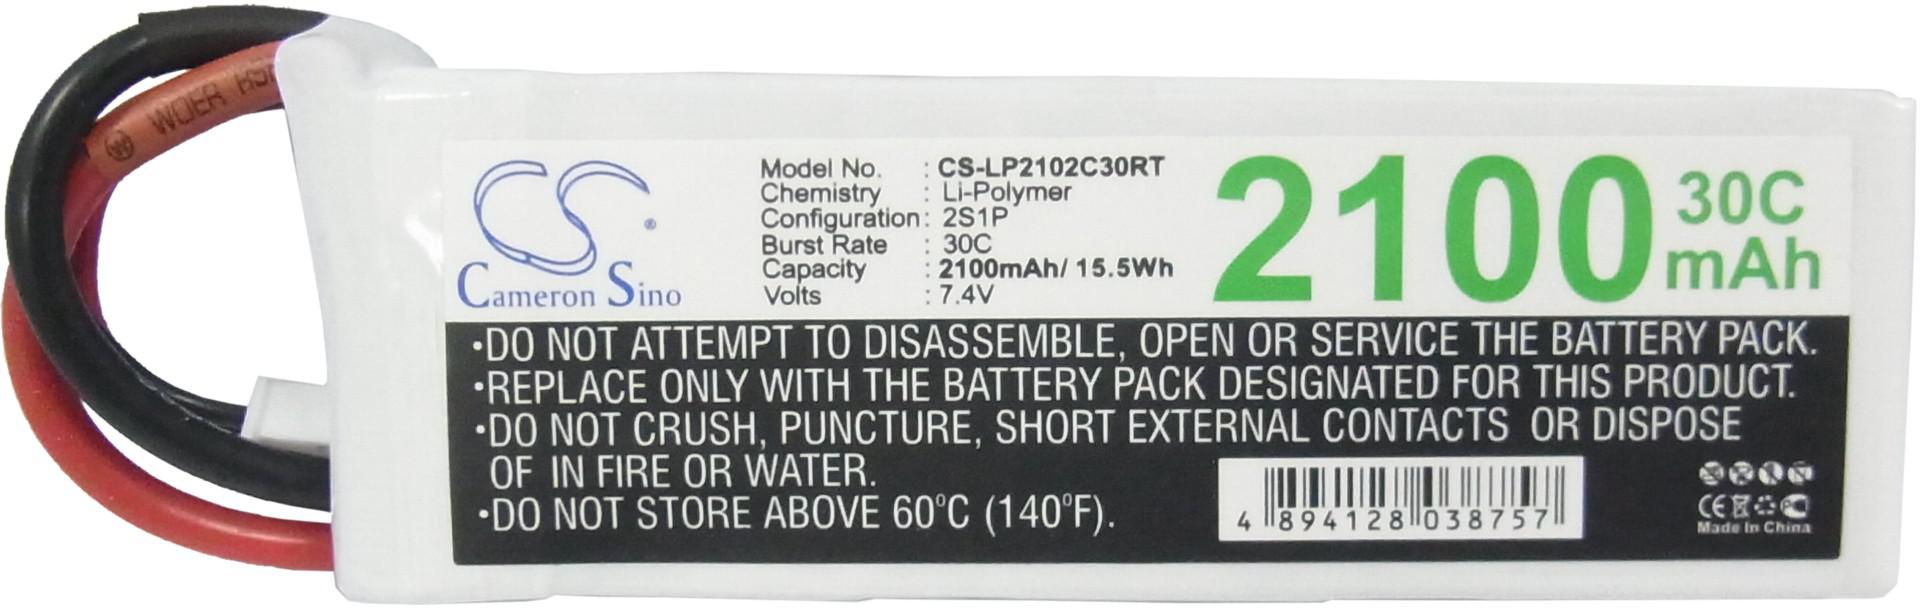 WOER RSF
CS®
Cameron Sino
Model No. : CS-LP2102C30RT
Chemistry : Li-Polymer
Configuration: 2S1P
Burst Rate : 30C
Capacity : 2100mAh/ 15.5Wh
Volts : 7.4V
2100 30C
mAh
•DO NOT ATTEMPT TO DISASSEMBLE, OPEN OR SERVICE THE BATTERY PACK.
•REPLACE ONLY WITH THE BATTERY PACK DESIGNATED FOR THIS PRODUCT.
•DO NOT CRUSH, PUNCTURE, SHORT EXTERNAL CONTACTS OR DISPOSE
OF IN FIRE OR WATER.
•DO NOT STORE ABOVE 60°C (140°F).
4 894128 038757
CE
Made In China